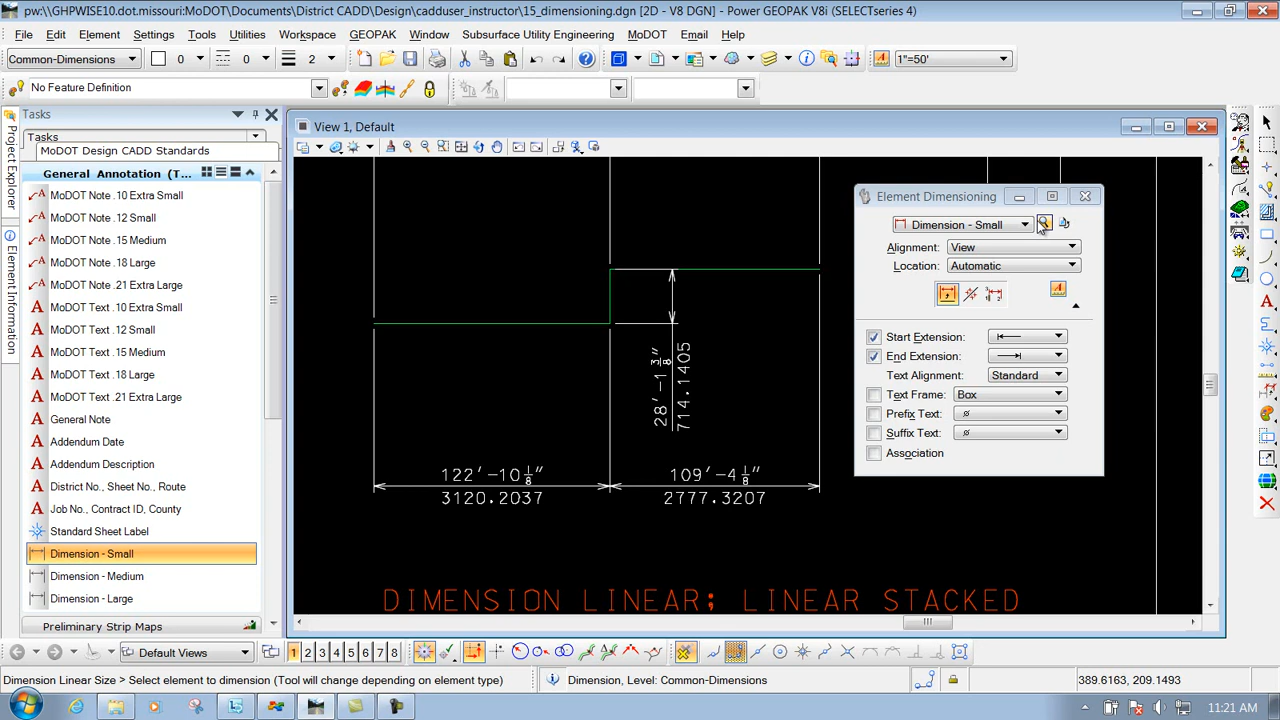 pw:\\GHPWISE10.dot.missouri:MoDOT\Documents\District CADD\Design\cadduser_instructor\15_dimensioning.dgn [2D - V8 DGN] - Power GEOPAK V8i (SELECTseries 4)
File Edit Element Settings Tools Utilities Workspace GEOPAK Window Subsurface Utility Engineering MoDOT Email Help
Common-Dimensions 0 0 2 1"=50'
No Feature Definition
Tasks
Tasks
MoDOT Design CADD Standards
General Annotation (T...
MoDOT Note .10 Extra Small
MoDOT Note .12 Small
MoDOT Note .15 Medium
MoDOT Note .18 Large
MoDOT Note .21 Extra Large
MoDOT Text .10 Extra Small
MoDOT Text .12 Small
MoDOT Text .15 Medium
MoDOT Text .18 Large
MoDOT Text .21 Extra Large
General Note
Addendum Date
Addendum Description
District No., Sheet No., Route
Job No., Contract ID, County
Standard Sheet Label
Dimension - Small
Dimension - Medium
Dimension - Large
Preliminary Strip Maps
Project Explorer
Element Information
View 1, Default
28'-1 3/8"
714.1405
122'-10 1/8"
3120.2037
109'-4 1/8"
2777.3207
DIMENSION LINEAR; LINEAR STACKED
Element Dimensioning
Dimension - Small
Alignment: View
Location: Automatic
Start Extension:
End Extension:
Text Alignment: Standard
Text Frame: Box
Prefix Text: ø
Suffix Text: ø
Association
Default Views 1 2 3 4 5 6 7 8
Dimension Linear Size > Select element to dimension (Tool will change depending on element type)
Dimension, Level: Common-Dimensions
389.6163, 209.1493
11:21 AM